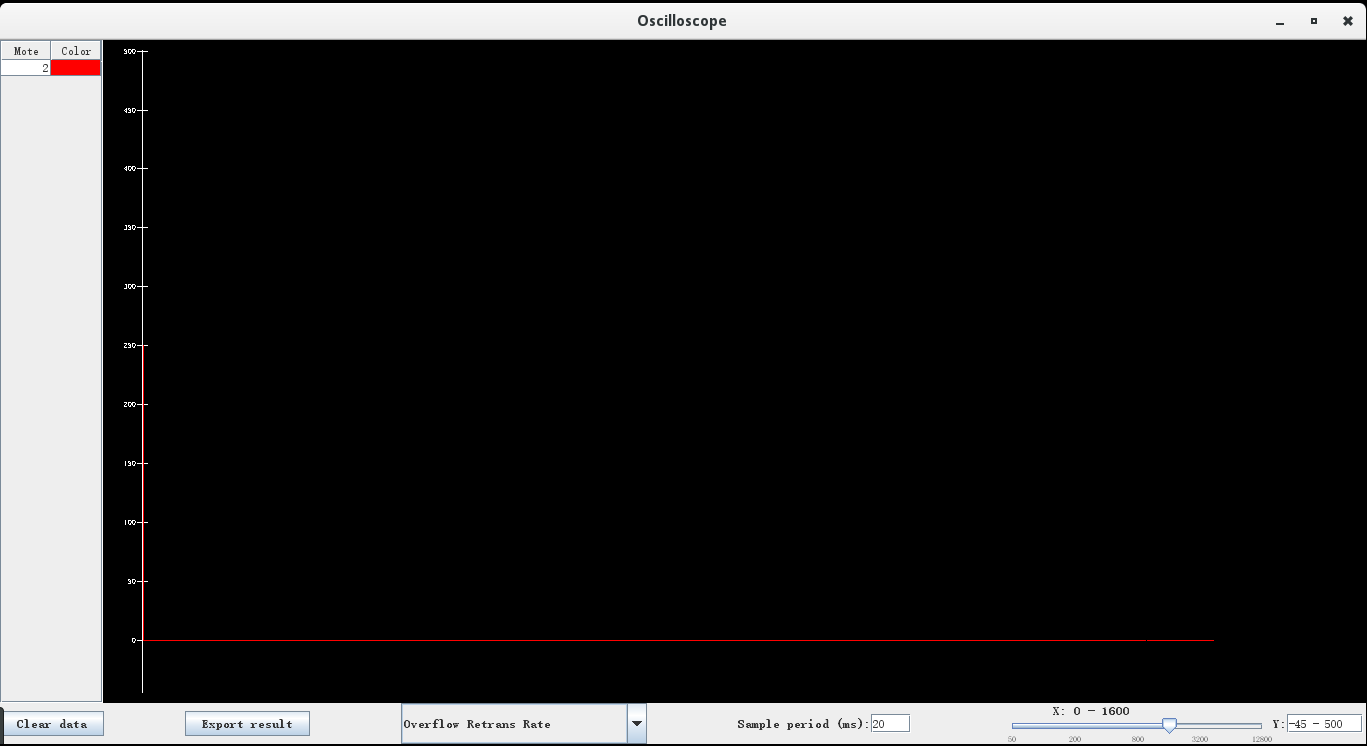 Oscilloscope
Mote Color
2
500
450
400
350
300
250
200
150
100
50
0
Clear data
Export result
Overflow Retrans Rate
Sample period (ms): 20
X: 0 - 1600
50 200 800 3200 12800
Y: -45 - 500